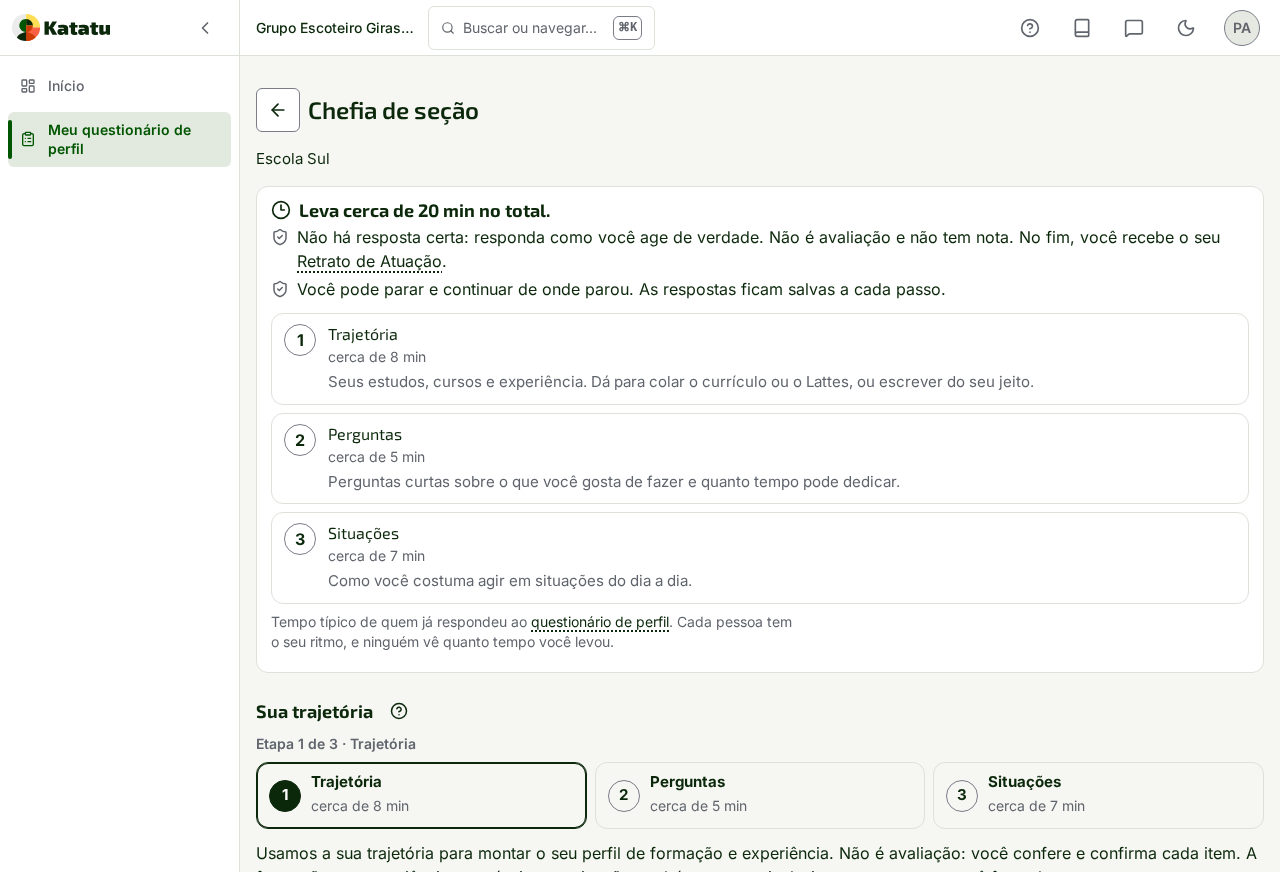 Katatu
Grupo Escoteiro Giras...
Buscar ou navegar...
⌘K
PA
Início
Meu questionário de
perfil
Chefia de seção
Escola Sul
Leva cerca de 20 min no total.
Não há resposta certa: responda como você age de verdade. Não é avaliação e não tem nota. No fim, você recebe o seu
Retrato de Atuação.
Você pode parar e continuar de onde parou. As respostas ficam salvas a cada passo.
1
Trajetória
cerca de 8 min
Seus estudos, cursos e experiência. Dá para colar o currículo ou o Lattes, ou escrever do seu jeito.
2
Perguntas
cerca de 5 min
Perguntas curtas sobre o que você gosta de fazer e quanto tempo pode dedicar.
3
Situações
cerca de 7 min
Como você costuma agir em situações do dia a dia.
Tempo típico de quem já respondeu ao questionário de perfil. Cada pessoa tem
o seu ritmo, e ninguém vê quanto tempo você levou.
Sua trajetória
Etapa 1 de 3 · Trajetória
1
Trajetória
cerca de 8 min
2
Perguntas
cerca de 5 min
3
Situações
cerca de 7 min
Usamos a sua trajetória para montar o seu perfil de formação e experiência. Não é avaliação: você confere e confirma cada item. A